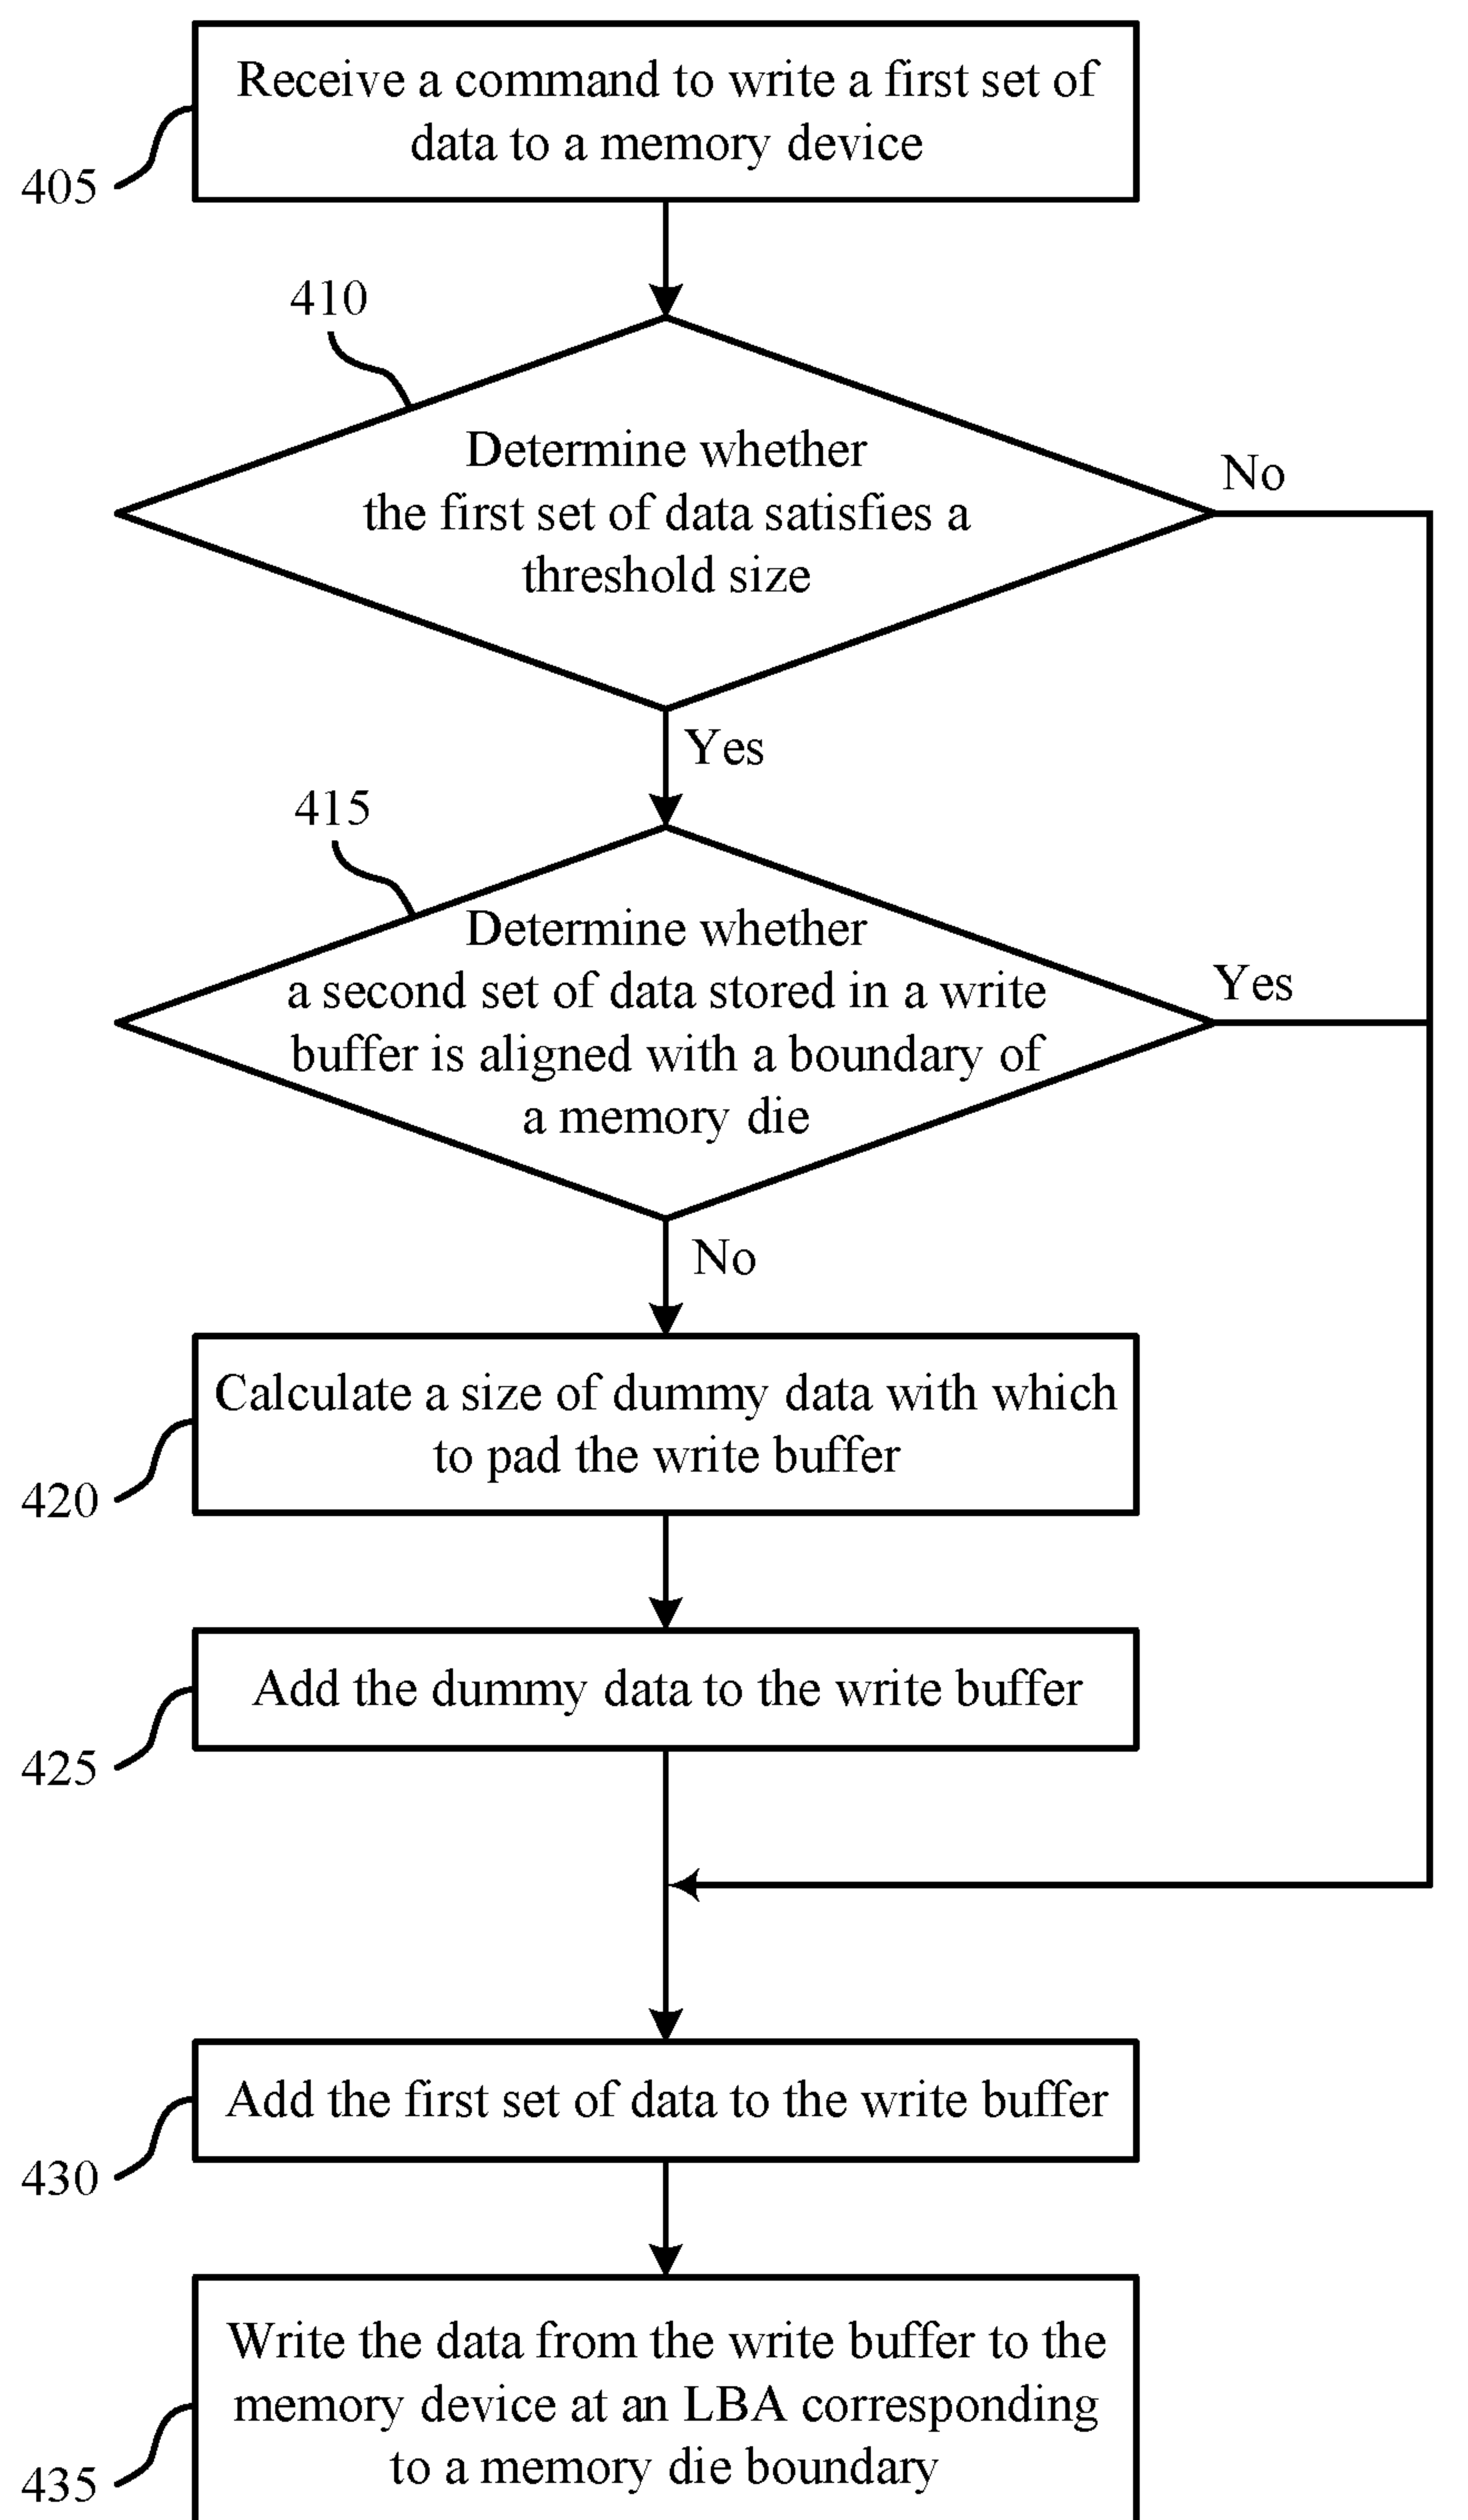 Receive a command to write a first set of
data to a memory device
405
410
Determine whether
the first set of data satisfies a
threshold size
No
Yes
415
Determine whether
a second set of data stored in a write
buffer is aligned with a boundary of
a memory die
Yes
No
Calculate a size of dummy data with which
to pad the write buffer
420
Add the dummy data to the write buffer
425
Add the first set of data to the write buffer
430
Write the data from the write buffer to the
memory device at an LBA corresponding
to a memory die boundary
435